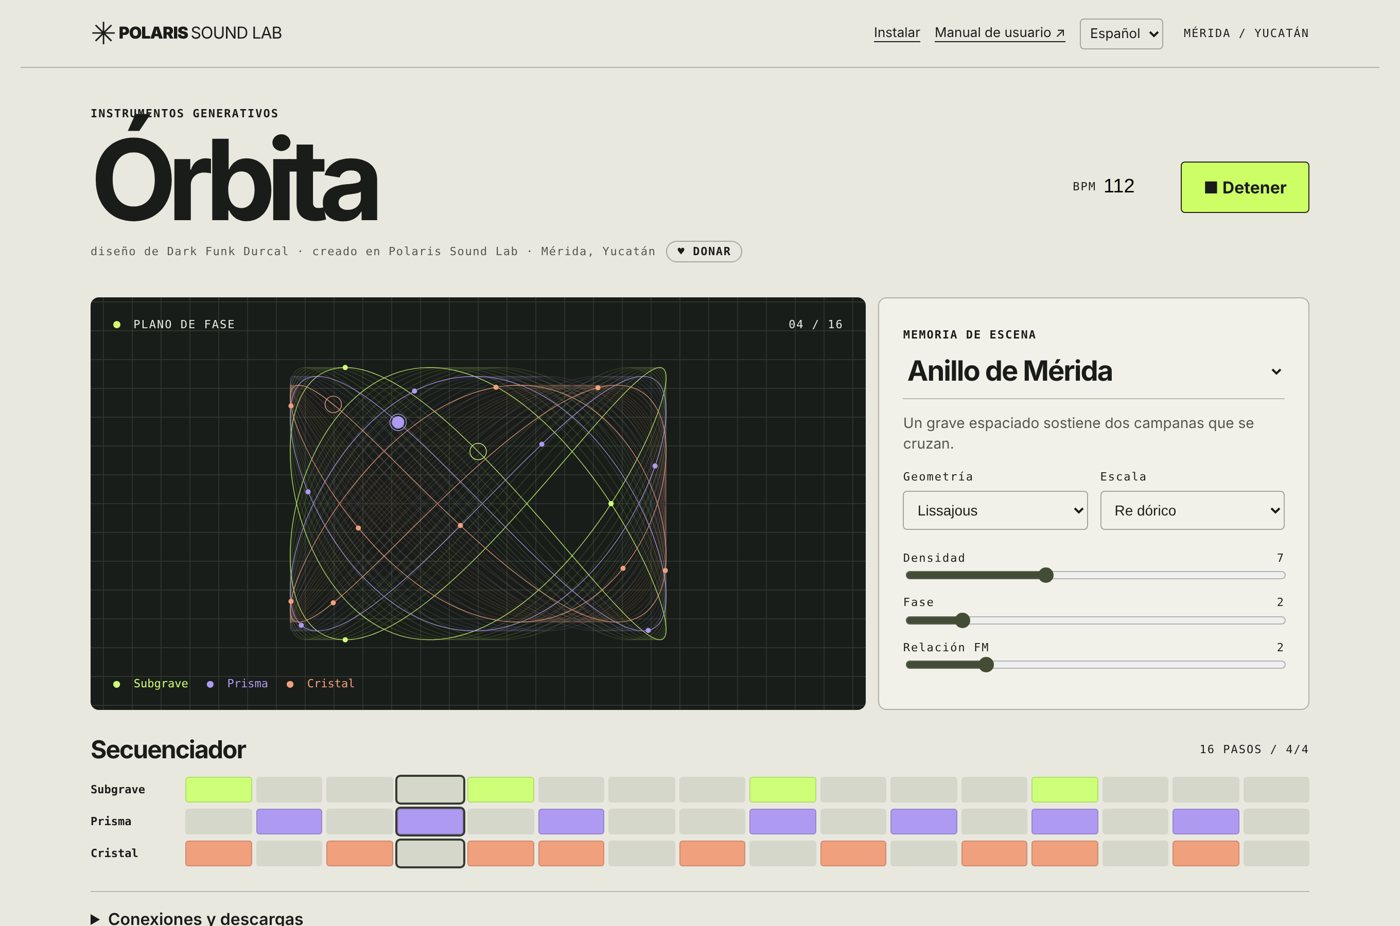 POLARIS SOUND LAB
Instalar
Manual de usuario ↗
Español
MÉRIDA / YUCATÁN
INSTRUMENTOS GENERATIVOS
Órbita
BPM 112
■ Detener
diseño de Dark Funk Durcal · creado en Polaris Sound Lab · Mérida, Yucatán
♥ DONAR
PLANO DE FASE
04 / 16
Subgrave
Prisma
Cristal
MEMORIA DE ESCENA
Anillo de Mérida
Un grave espaciado sostiene dos campanas que se
cruzan.
Geometría
Escala
Lissajous
Re dórico
Densidad 7
Fase 2
Relación FM 2
Secuenciador
16 PASOS / 4/4
Subgrave
Prisma
Cristal
▶ Conexiones y descargas